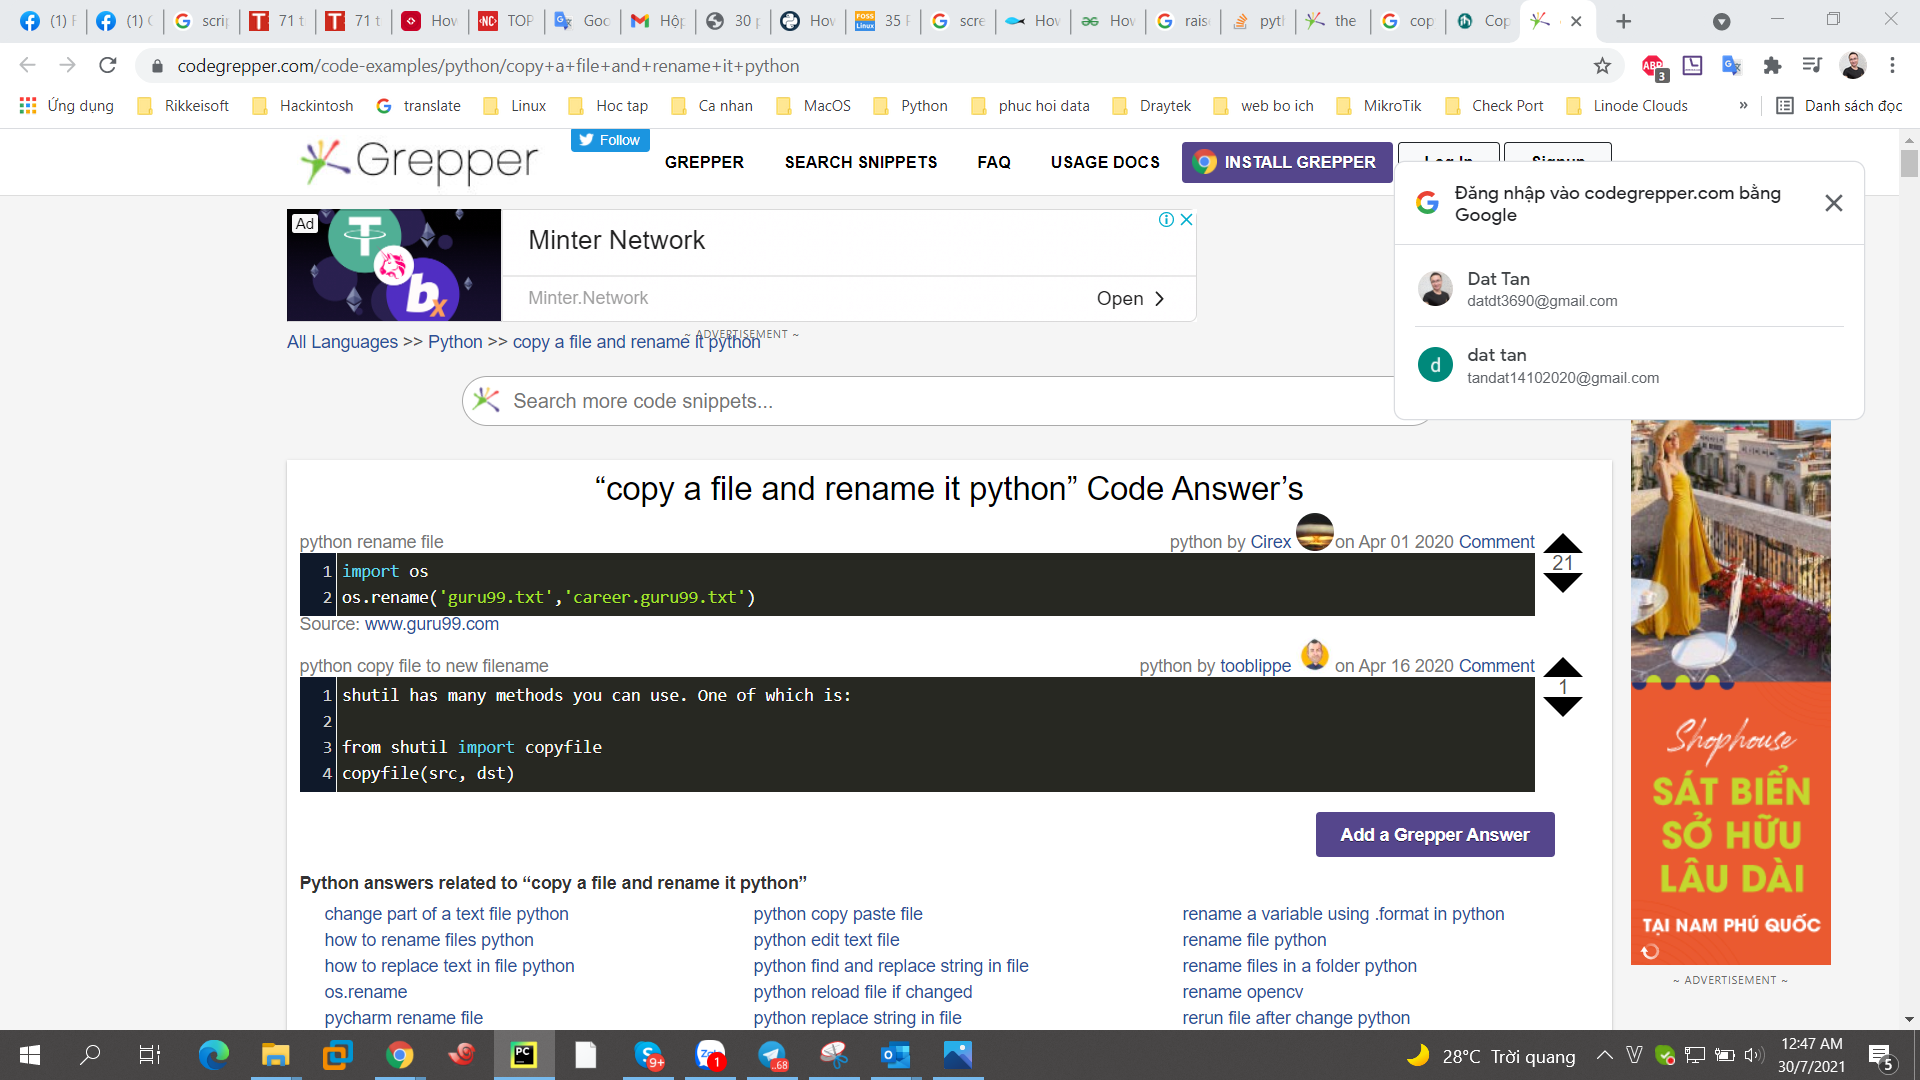 (1) F
(1) C
scrip
71 t
71 t
How
TOP
Goo
Hộp
30 p
How
35 F
scre
How
How
rais
pyth
the
cop
Cop
codegrepper.com/code-examples/python/copy+a+file+and+rename+it+python
ABP
3
Ứng dụng
Rikkeisoft
Hackintosh
translate
Linux
Hoc tap
Ca nhan
MacOS
Python
phuc hoi data
Draytek
web bo ich
MikroTik
Check Port
Linode Clouds
»
Danh sách đọc
Grepper
Follow
GREPPER
SEARCH SNIPPETS
FAQ
USAGE DOCS
INSTALL GREPPER
Log In
Signup
Đăng nhập vào codegrepper.com bằng
Google
Dat Tan
datdt3690@gmail.com
d
dat tan
tandat14102020@gmail.com
Ad
Minter Network
Minter.Network
Open
~ ADVERTISEMENT ~
All Languages >> Python >> copy a file and rename it python
Search more code snippets...
“copy a file and rename it python” Code Answer’s
python rename file
python by Cirex on Apr 01 2020 Comment
21
1 import os
2 os.rename('guru99.txt','career.guru99.txt')
Source: www.guru99.com
python copy file to new filename
python by tooblippe on Apr 16 2020 Comment
1
1 shutil has many methods you can use. One of which is:
2
3 from shutil import copyfile
4 copyfile(src, dst)
Add a Grepper Answer
Python answers related to “copy a file and rename it python”
change part of a text file python
python copy paste file
rename a variable using .format in python
how to rename files python
python edit text file
rename file python
how to replace text in file python
python find and replace string in file
rename files in a folder python
os.rename
python reload file if changed
rename opencv
pycharm rename file
python replace string in file
rerun file after change python
Shophouse
SÁT BIỂN
SỞ HỮU
LÂU DÀI
TẠI NAM PHÚ QUỐC
~ ADVERTISEMENT ~
PC
9+
1
..68
28°C Trời quang
12:47 AM
30/7/2021
5